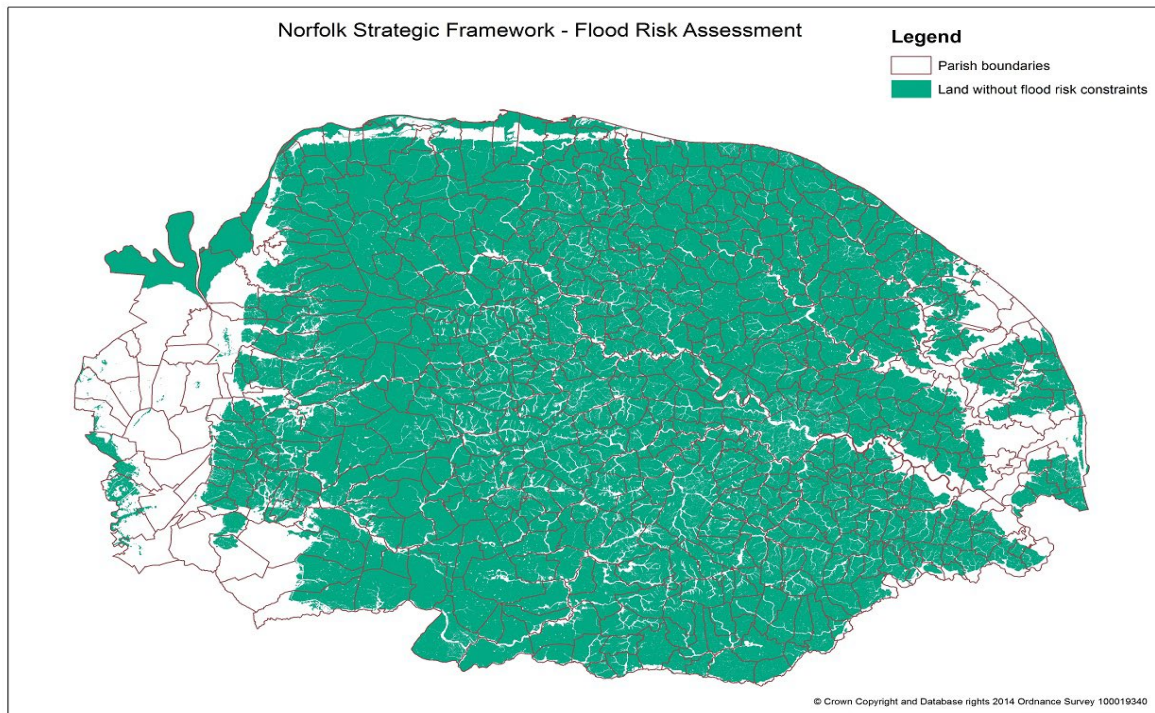 Norfolk Strategic Framework - Flood Risk Assessment
Legend
Parish boundaries
Land without flood risk constraints
© Crown Copyright and Database rights 2014 Ordnance Survey 100019340